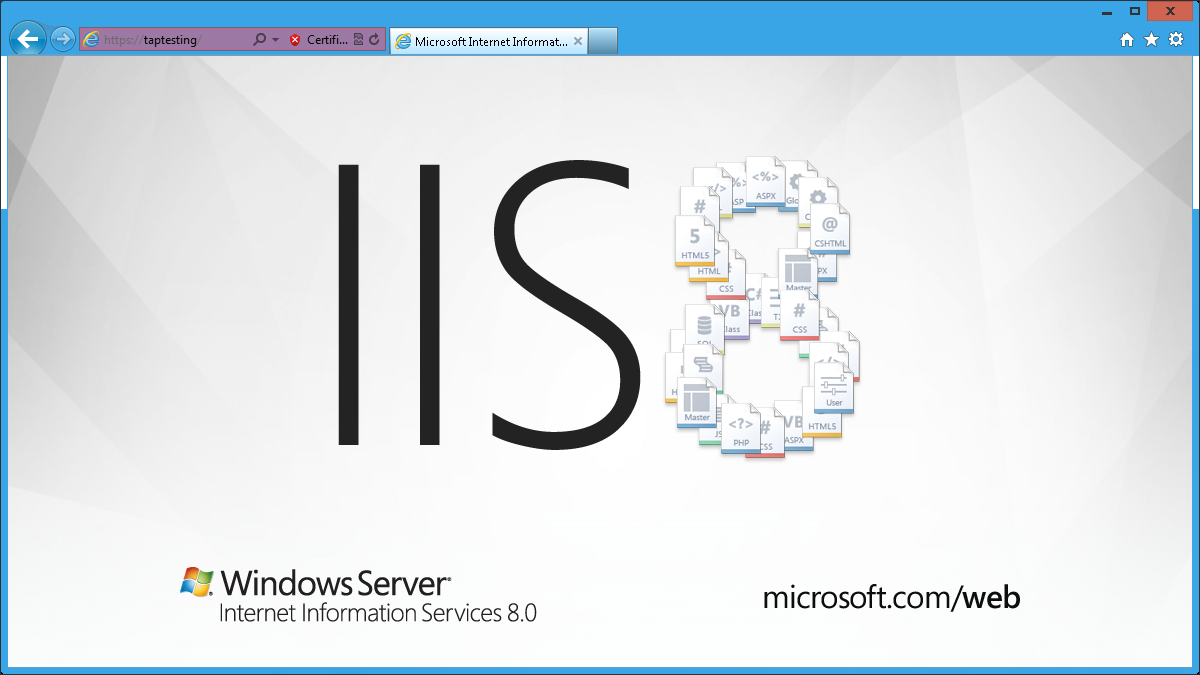 https://taptesting/
Certifi...
Microsoft Internet Informat...
IIS
<%>
ASPX
%>
SP
Glo
/>
#
C
@
CSHTML
5
HTML5
>
HTML
#
PX
CSS
Master
C#
Clas
VB
Class
#
CSS
SQL
</>
H
User
Master
JS
<?>
PHP
#
CSS
VB
ASPX
HTML5
Windows Server
Internet Information Services 8.0
microsoft.com/web